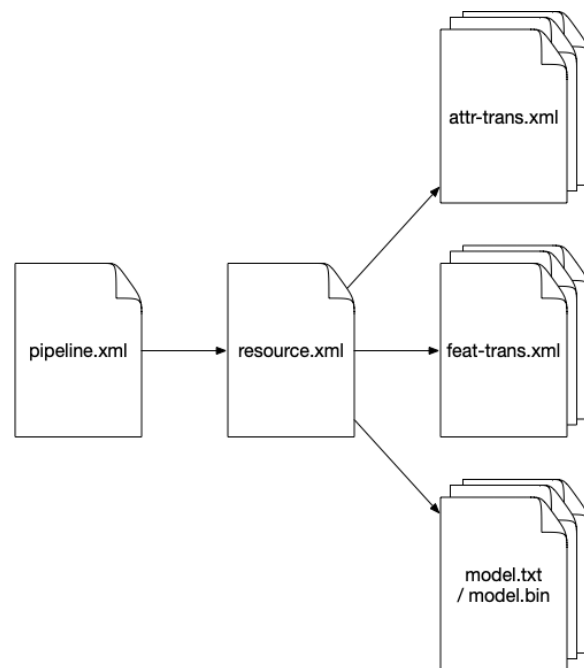 attr-trans.xml
pipeline.xml
resource.xml
feat-trans.xml
model.txt
/ model.bin